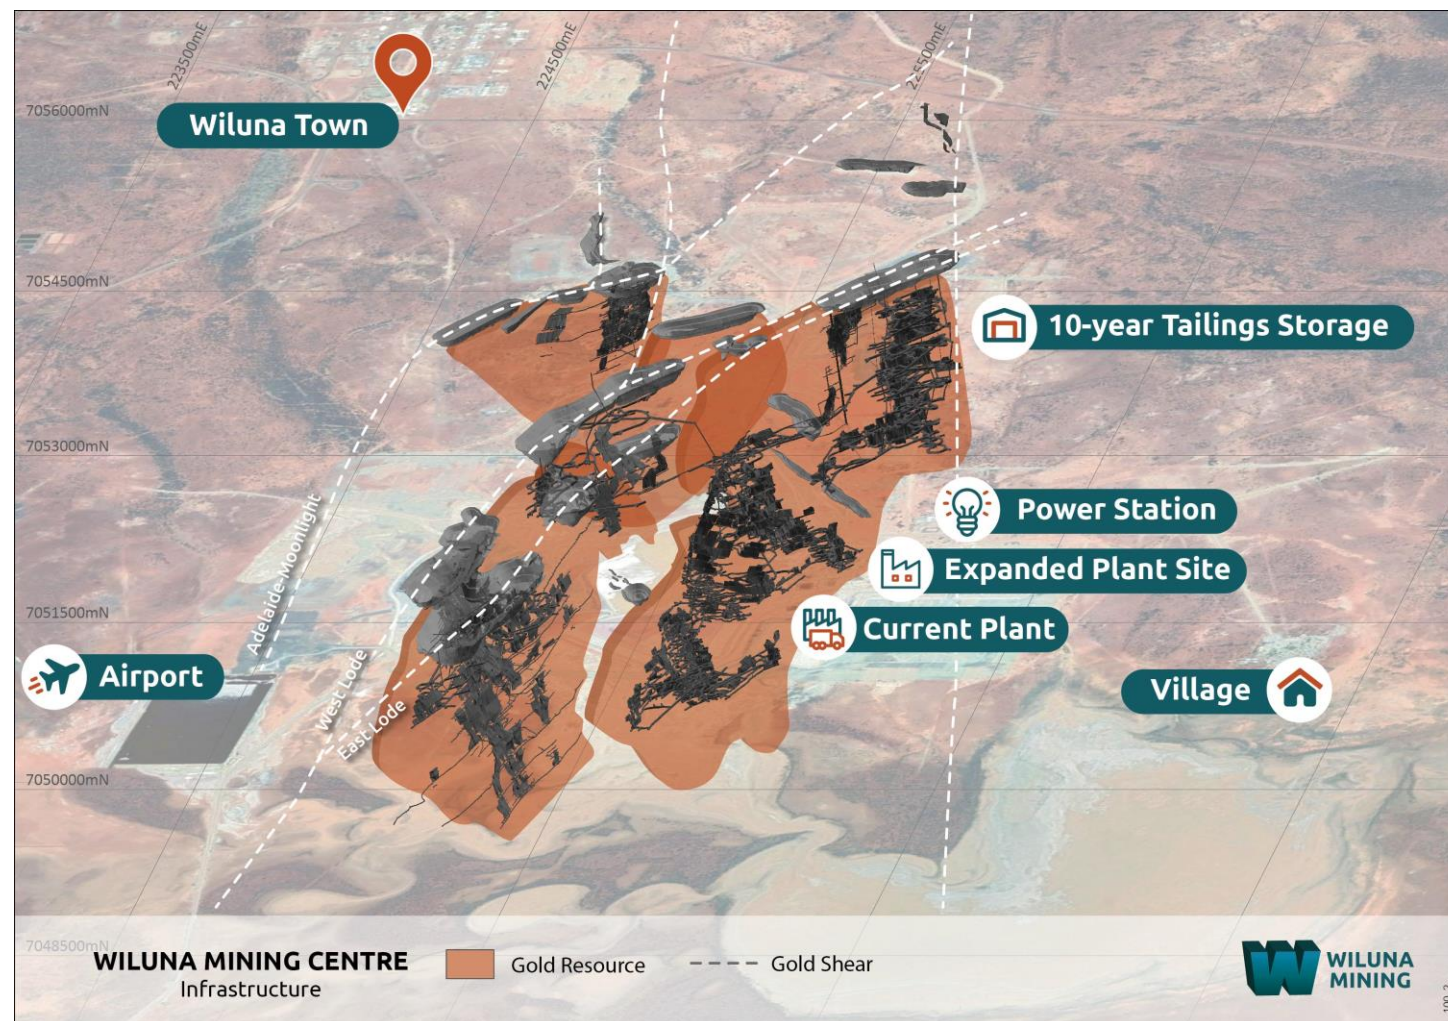 223500mE
224500mE
225500mE
7056000mN
Wiluna Town
7054500mN
10-year Tailings Storage
7053000mN
Power Station
Expanded Plant Site
Adelaide-Moonlight
7051500mN
Current Plant
Airport
West Lode
East Lode
Village
7050000mN
7048500mN
WILUNA MINING CENTRE
Infrastructure
Gold Resource
Gold Shear
WILUNA
MINING